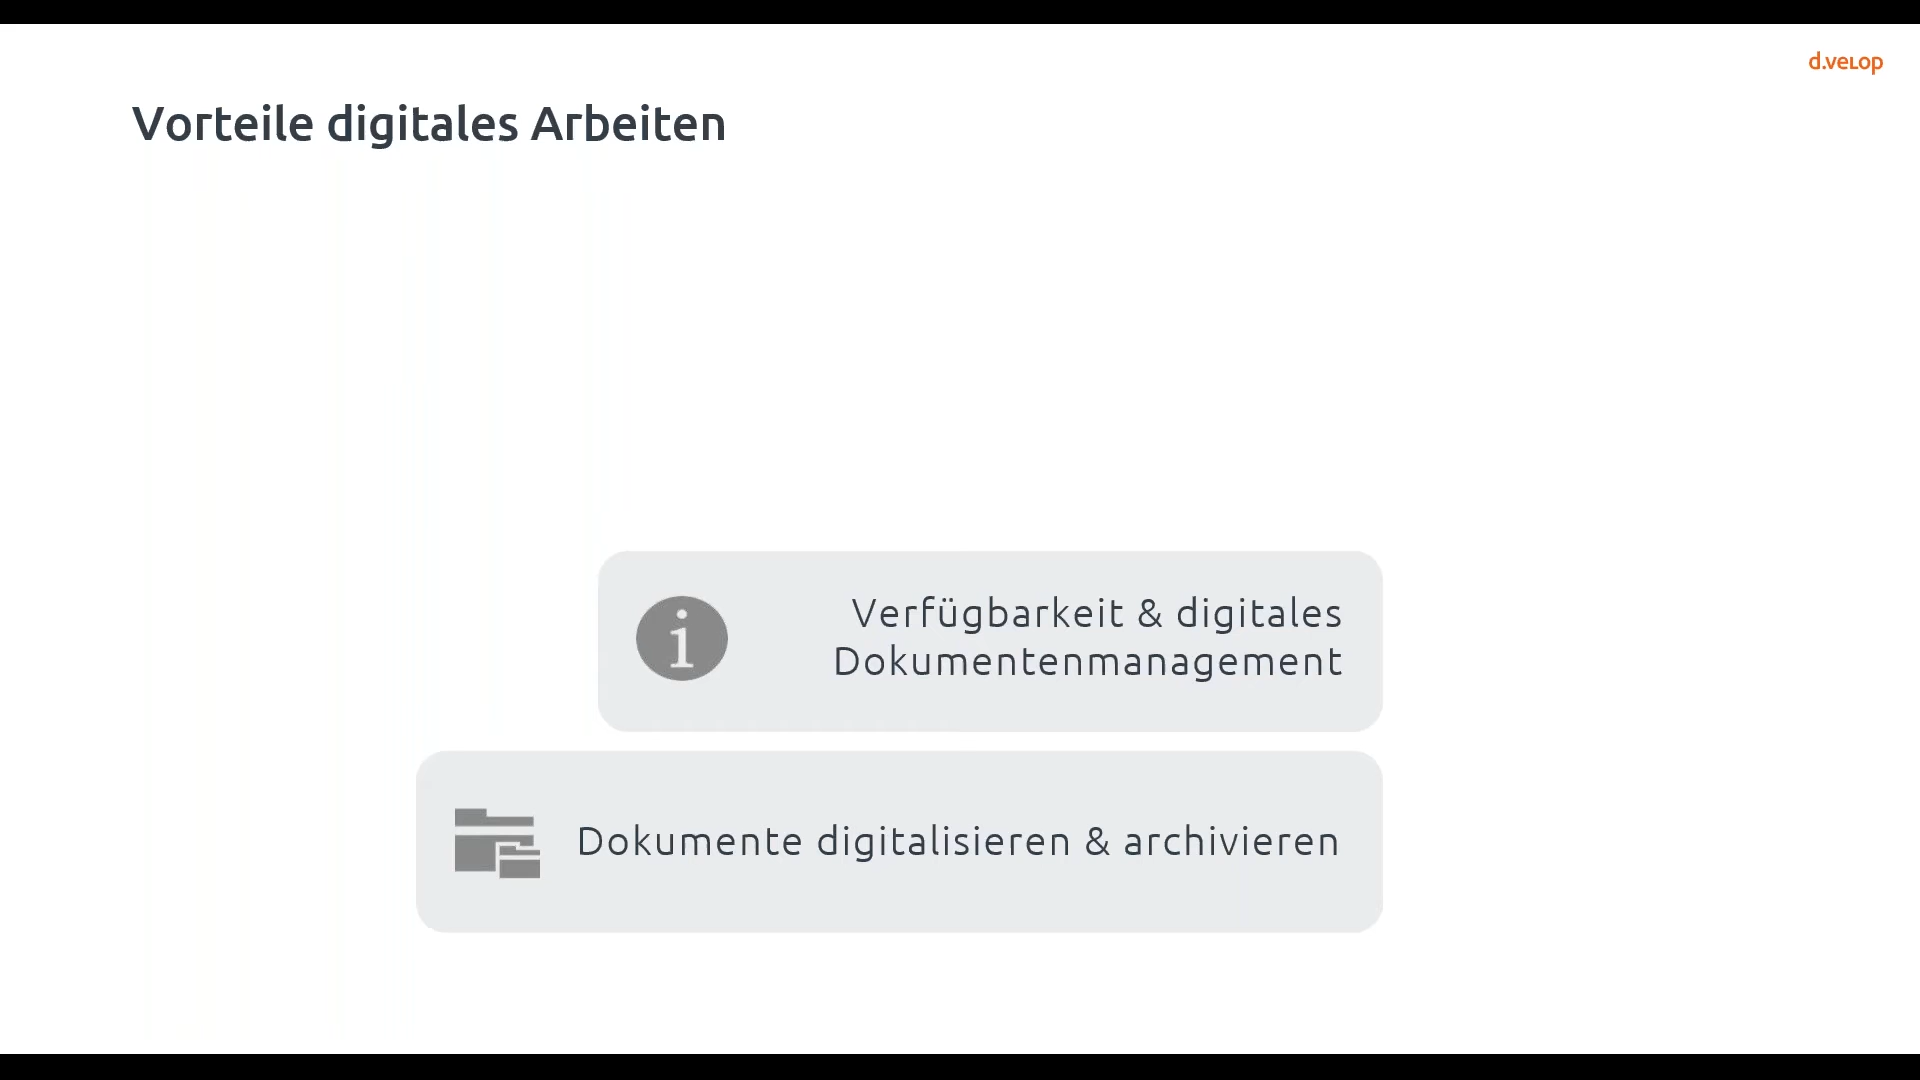 d.velop
Vorteile digitales Arbeiten
Verfügbarkeit & digitales
Dokumentenmanagement
Dokumente digitalisieren & archivieren